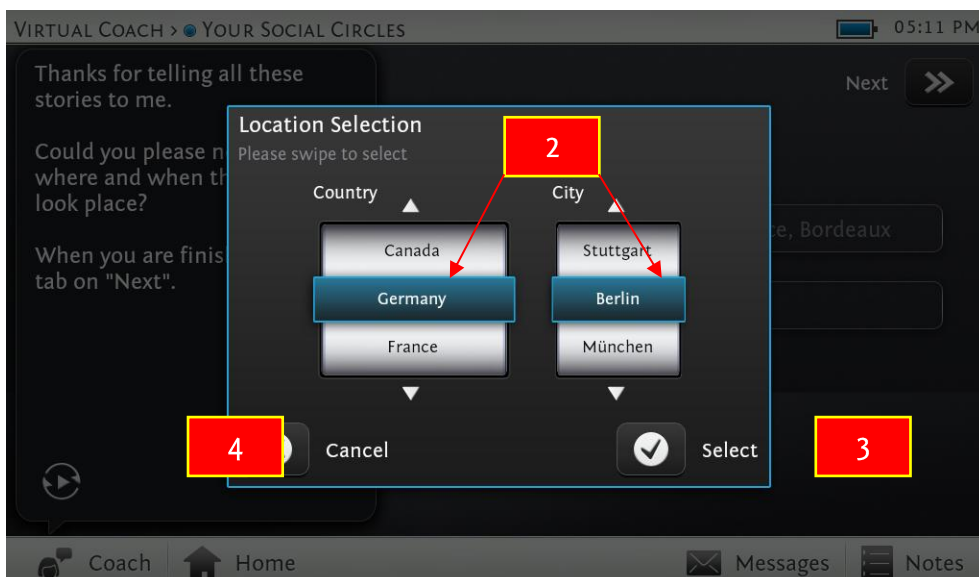 VIRTUAL COACH > YOUR SOCIAL CIRCLES
05:11 PM
Thanks for telling all these
stories to me.
Could you please n
where and when th
look place?
When you are finis
tab on "Next".
Next
Location Selection
Please swipe to select
2
Country
City
Canada
Stuttgart
Germany
Berlin
France
München
, Bordeaux
4
Cancel
Select
3
Coach
Home
Messages
Notes